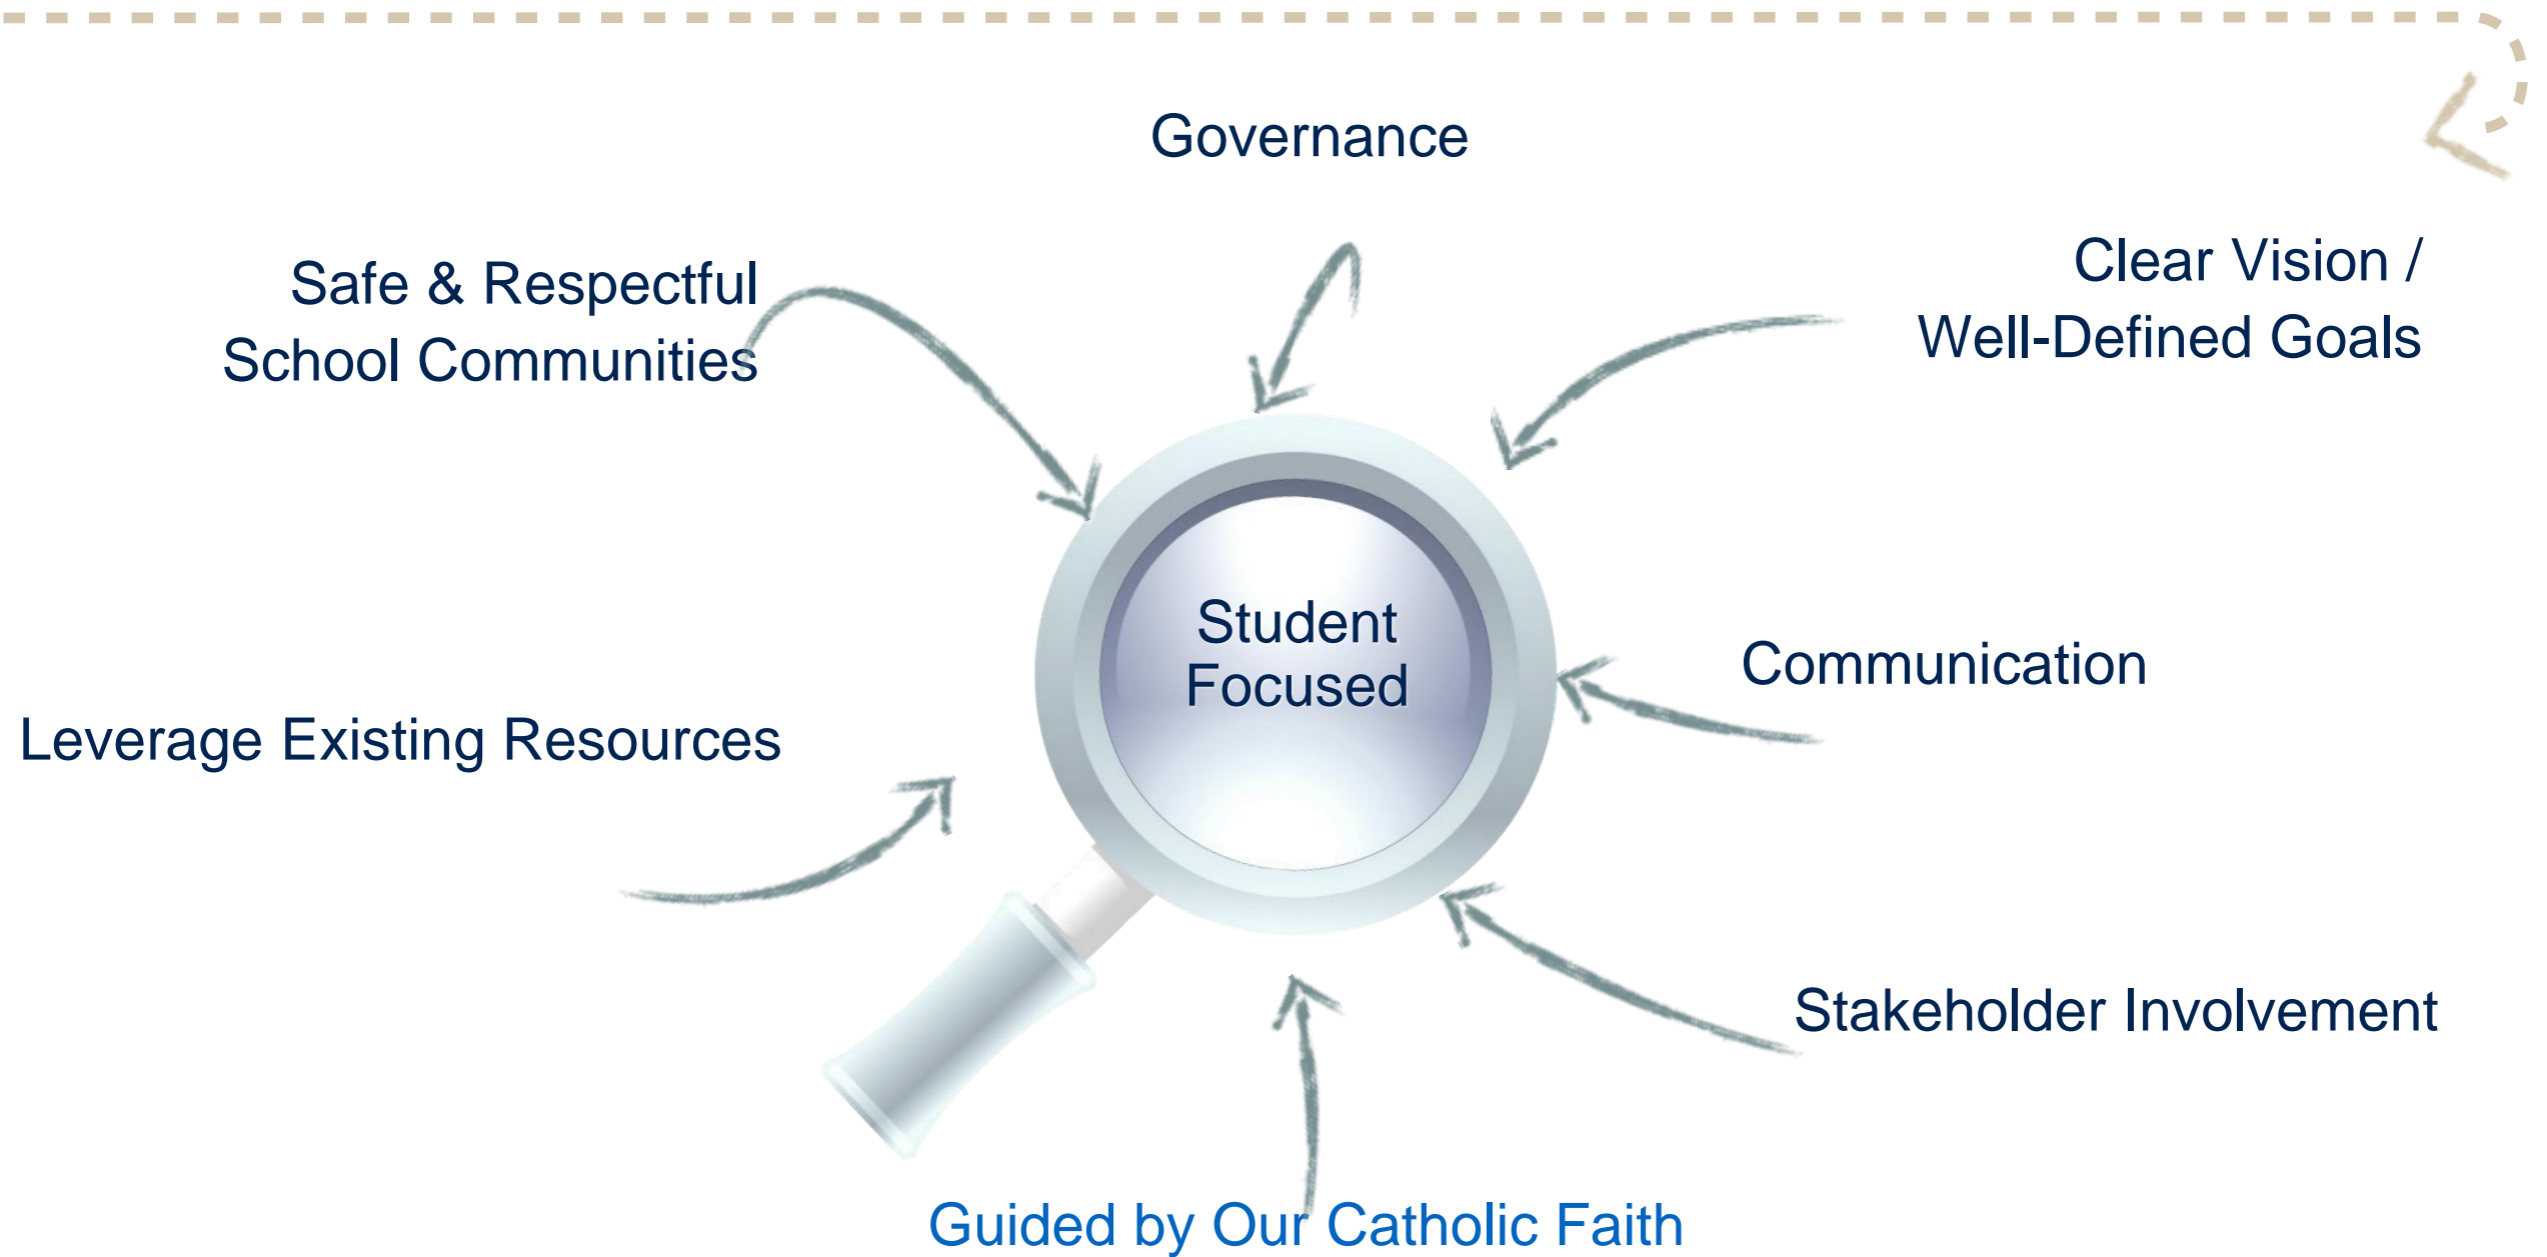 Governance
Safe & Respectful
School Communities
Clear Vision /
Well-Defined Goals
Student
Focused
Communication
Leverage Existing Resources
Stakeholder Involvement
Guided by Our Catholic Faith